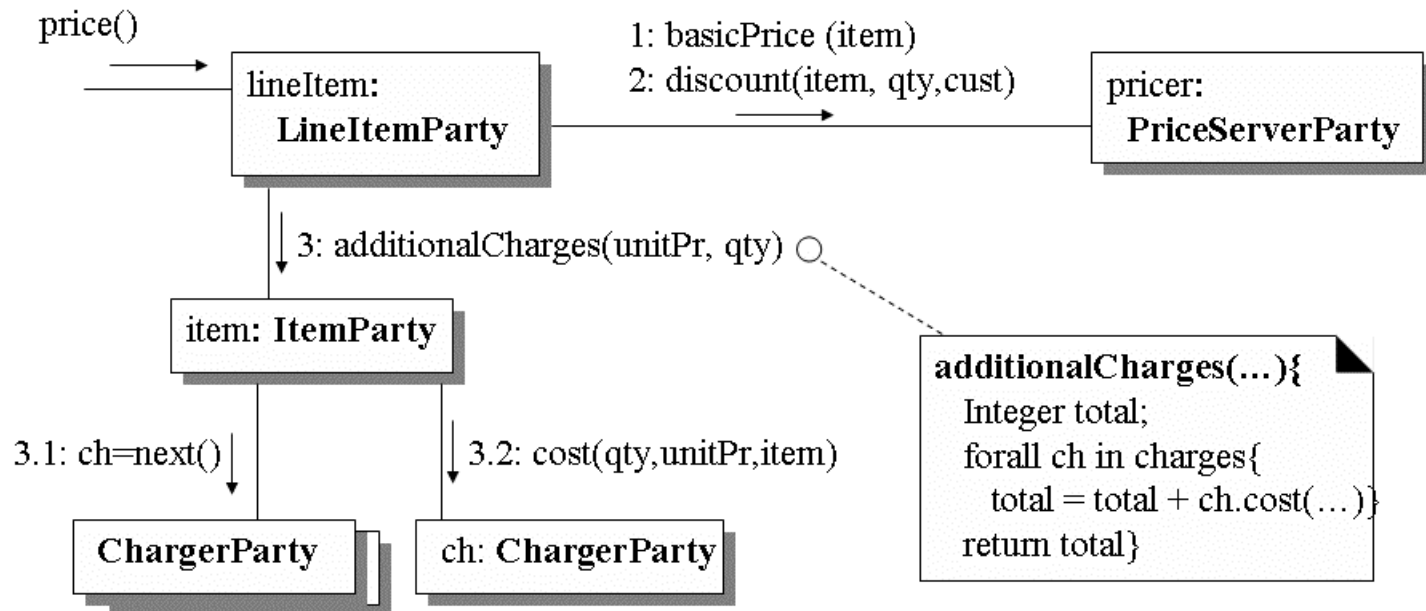 price()
1: basicPrice (item)
2: discount(item, qty,cust)
lineItem:
LineItemParty
pricer:
PriceServerParty
3: additionalCharges(unitPr, qty)
item: ItemParty
additionalCharges(…){
Integer total;
forall ch in charges{
total = total + ch.cost(…)}
return total}
3.1: ch=next()
3.2: cost(qty,unitPr,item)
ChargerParty
ch: ChargerParty